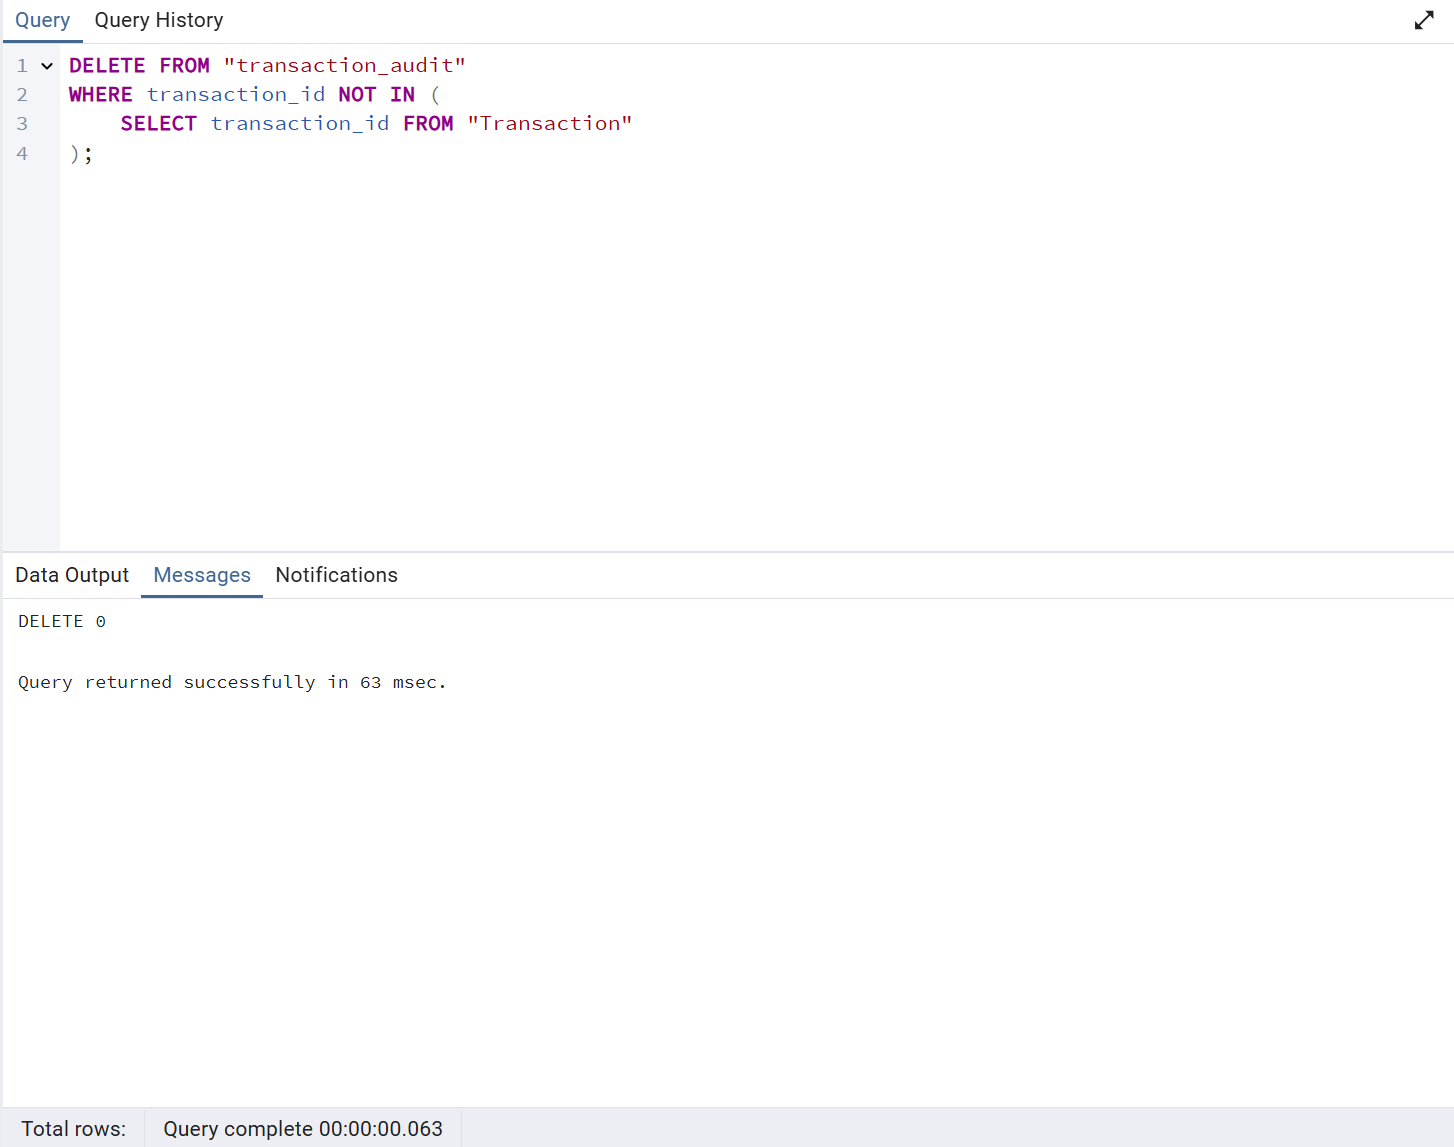 Query Query History
1 DELETE FROM "transaction_audit"
2 WHERE transaction_id NOT IN (
3 SELECT transaction_id FROM "Transaction"
4 );
Data Output Messages Notifications
DELETE 0
Query returned successfully in 63 msec.
Total rows: Query complete 00:00:00.063